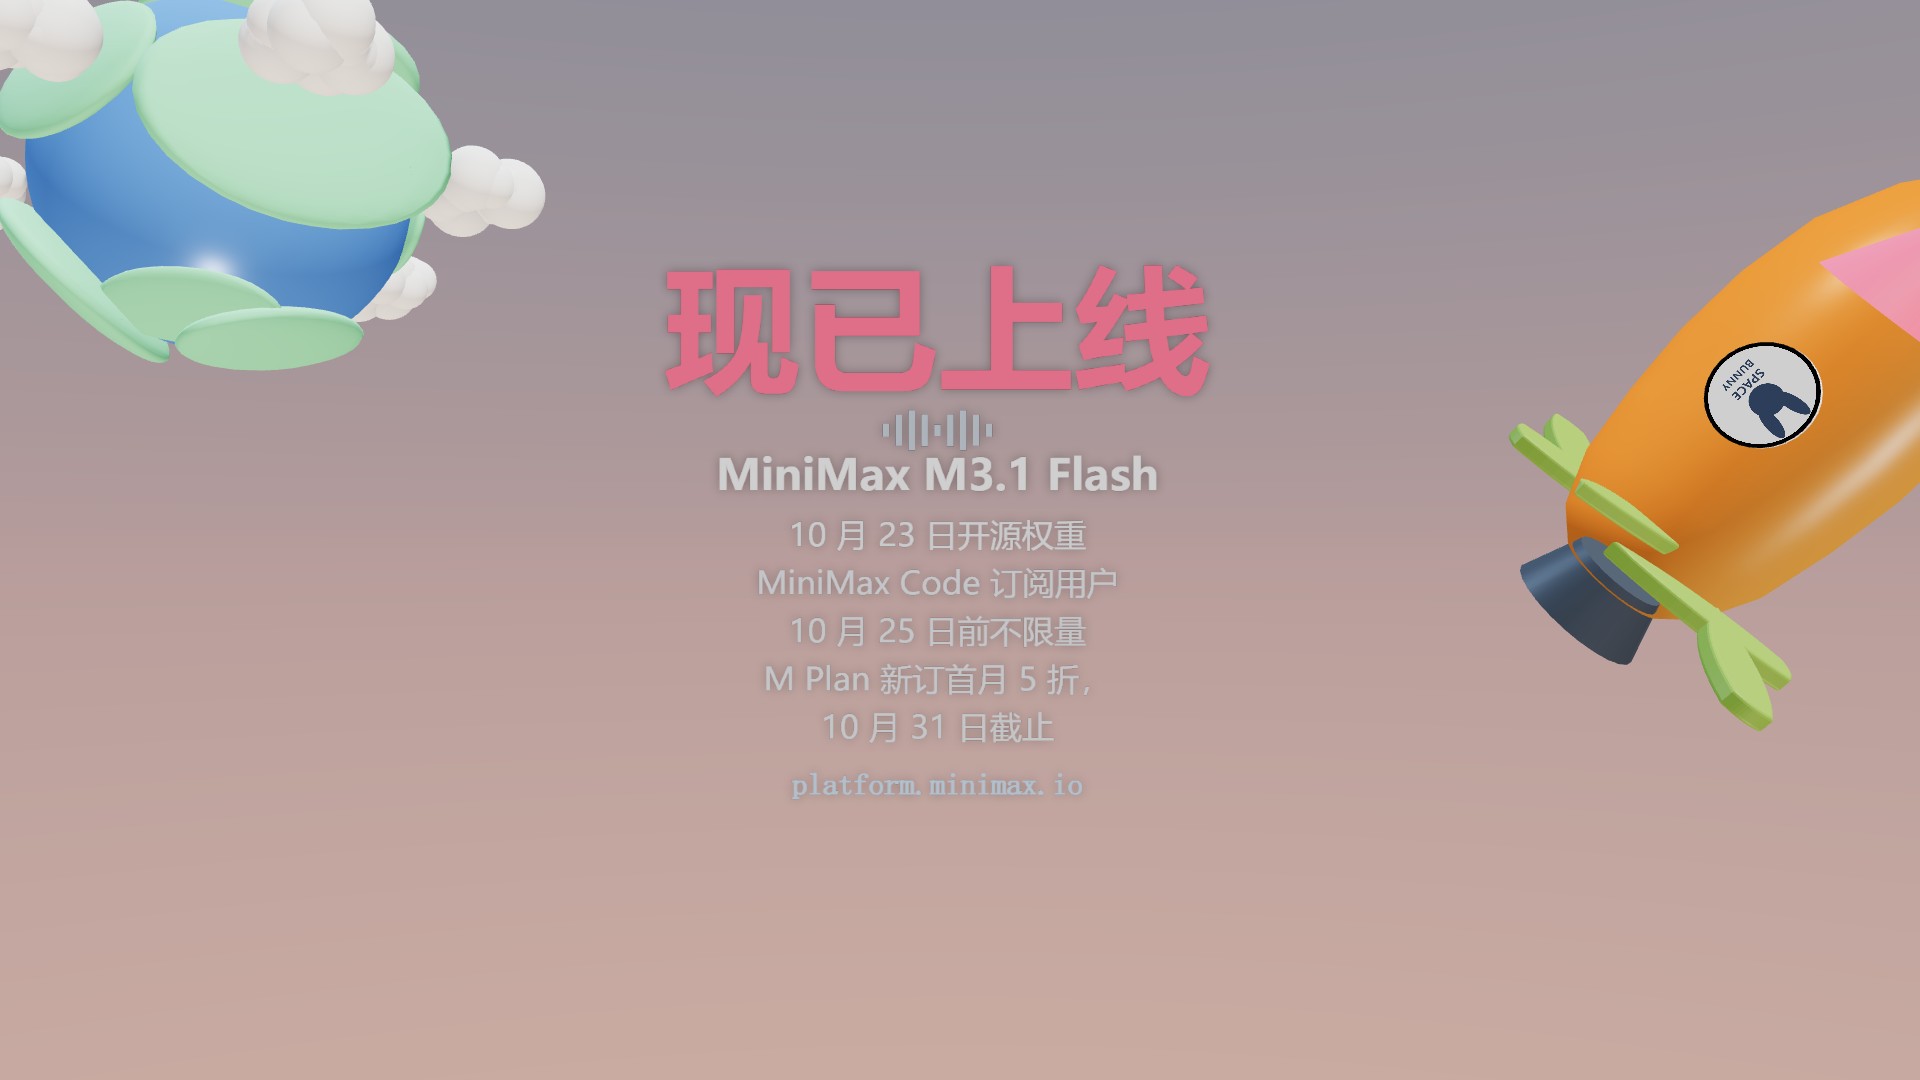 现已上线
MiniMax M3.1 Flash
10 月 23 日开源权重
MiniMax Code 订阅用户
10 月 25 日前不限量
M Plan 新订首月 5 折，
10 月 31 日截止
platform.minimax.io
SPACE
BUNNY